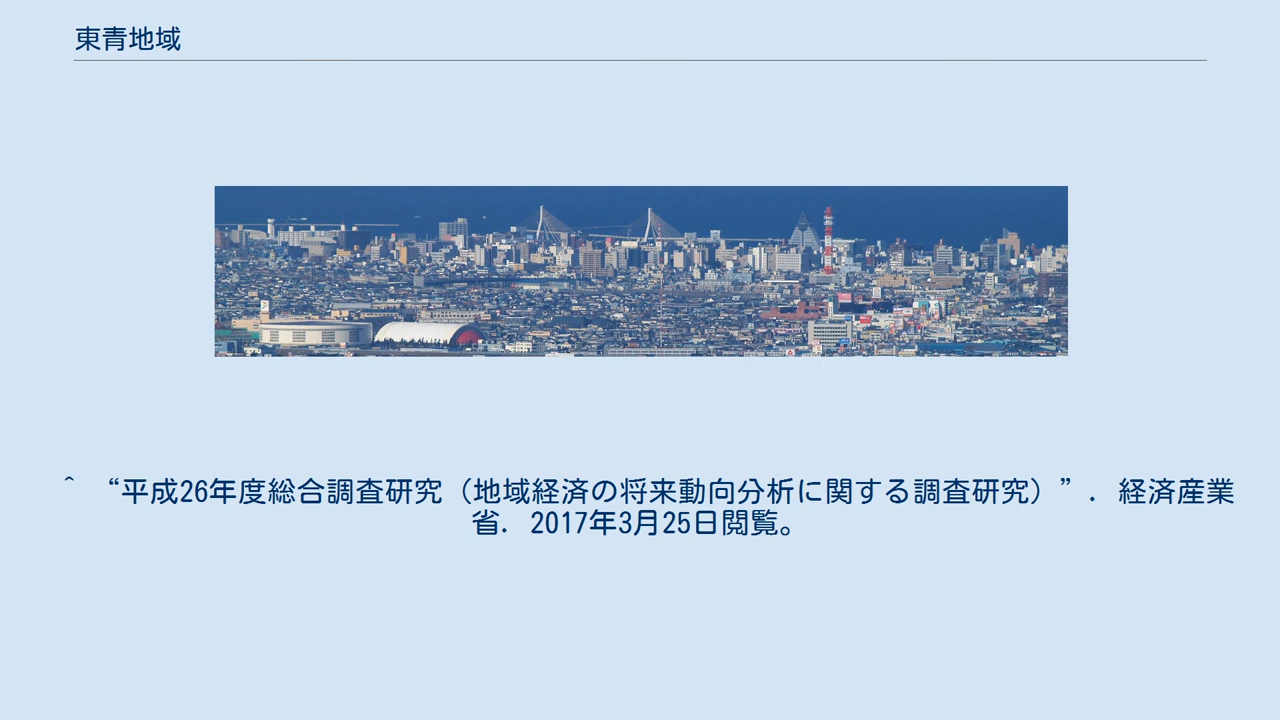 東青地域
^ “平成26年度総合調査研究（地域経済の将来動向分析に関する調査研究）”. 経済産業
省. 2017年3月25日閲覧。